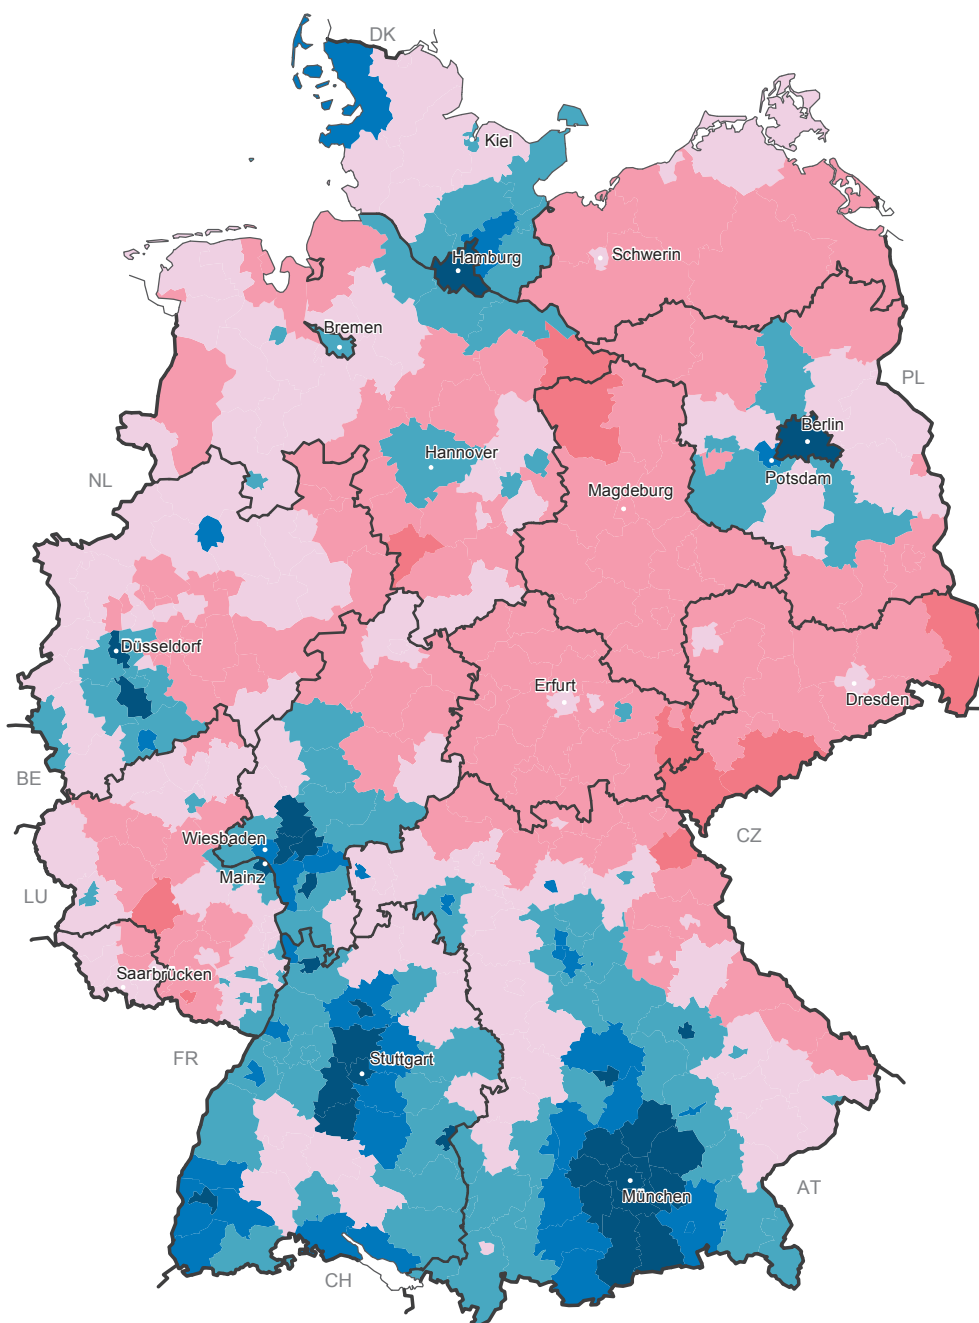 DK
Kiel
Hamburg
Schwerin
Bremen
PL
Berlin
Hannover
Potsdam
NL
Magdeburg
Düsseldorf
Erfurt
Dresden
BE
Wiesbaden
CZ
Mainz
LU
Saarbrücken
FR
Stuttgart
München
AT
CH